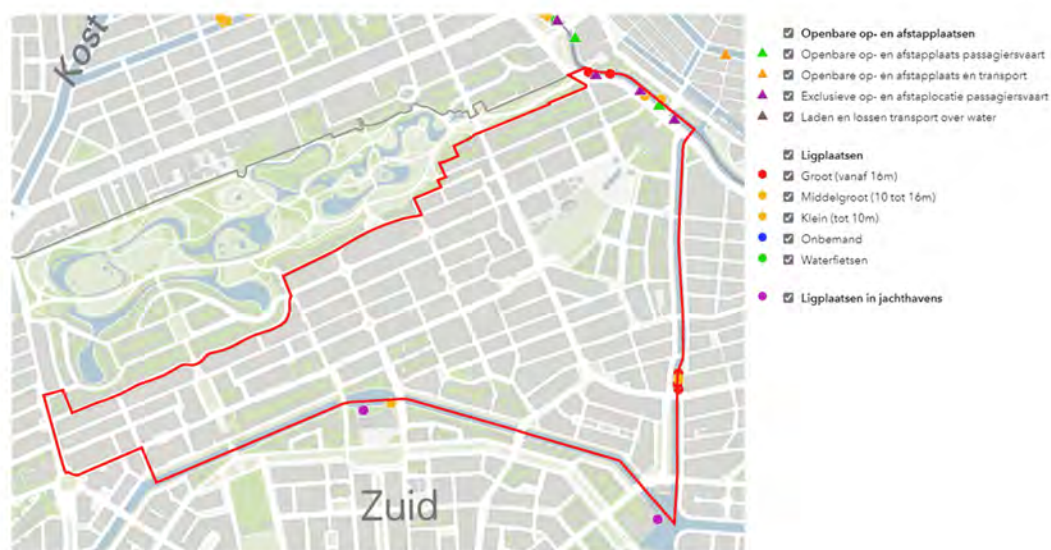 Kost
Zuid
Openbare op- en afstapplaatsen
Openbare op- en afstapplaats passagiersvaart
Openbare op- en afstapplaats en transport
Exclusieve op- en afstaplocatie passagiersvaart
Laden en lossen transport over water
Ligplaatsen
Groot (vanaf 16m)
Middelgroot (10 tot 16m)
Klein (tot 10m)
Onbemand
Waterfietsen
Ligplaatsen in jachthavens